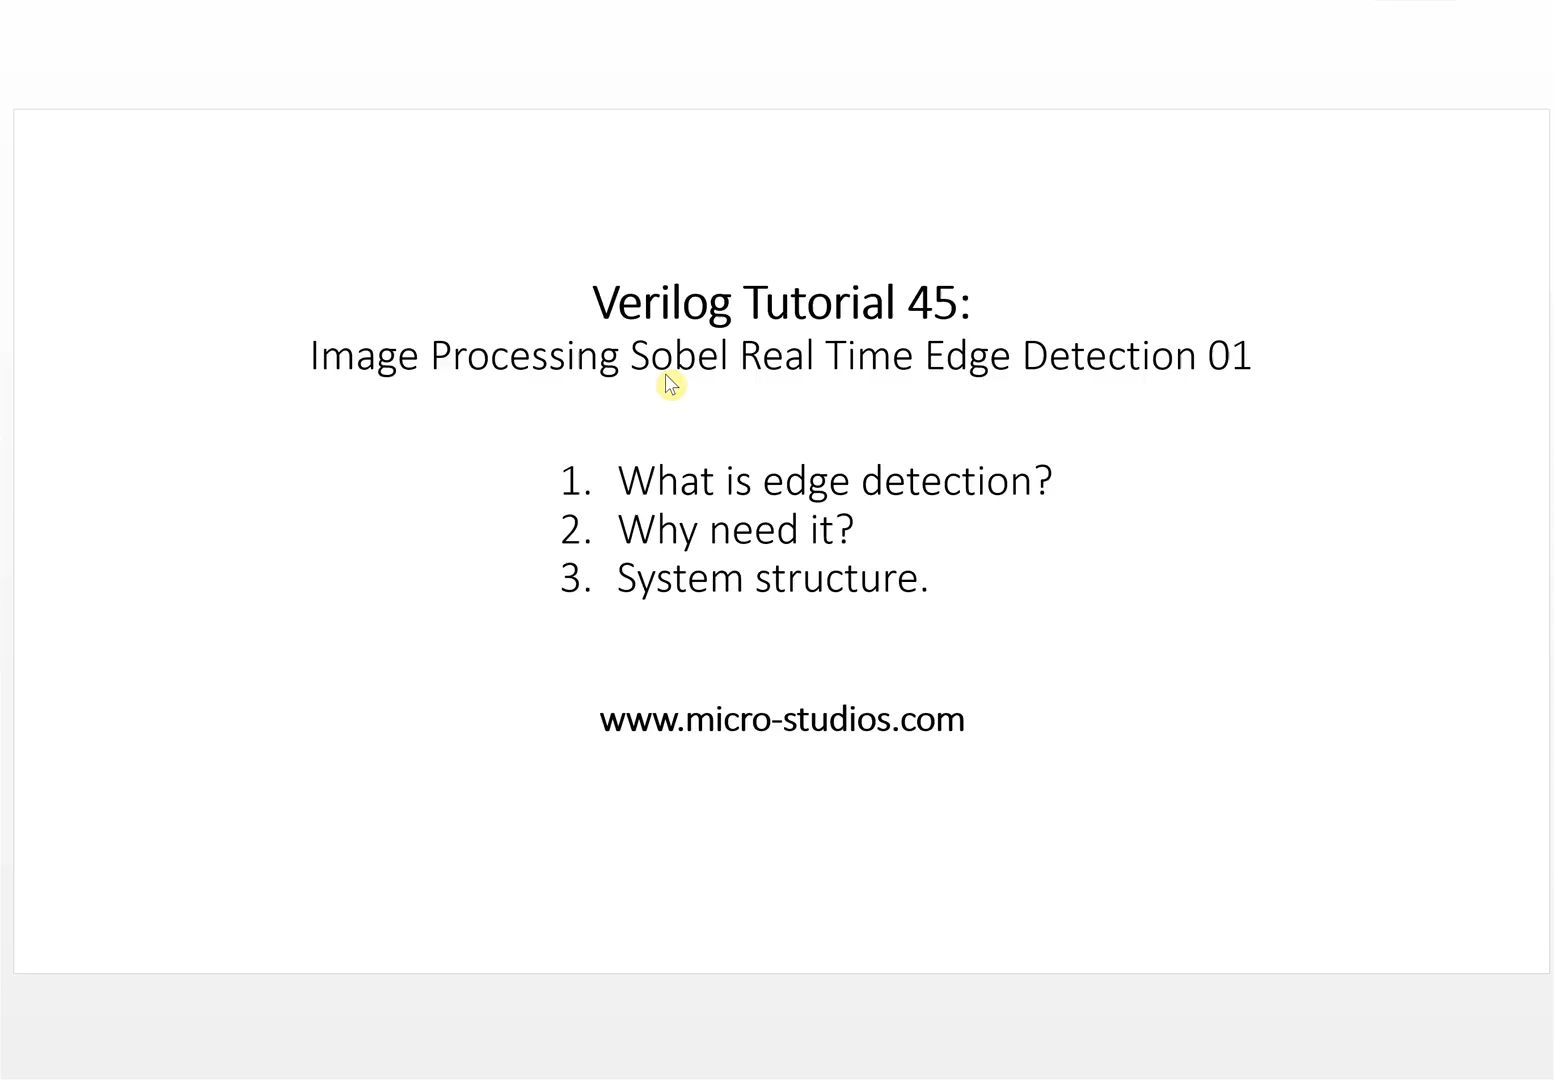 Verilog Tutorial 45:
Image Processing Sobel Real Time Edge Detection 01
1. What is edge detection?
2. Why need it?
3. System structure.
www.micro-studios.com